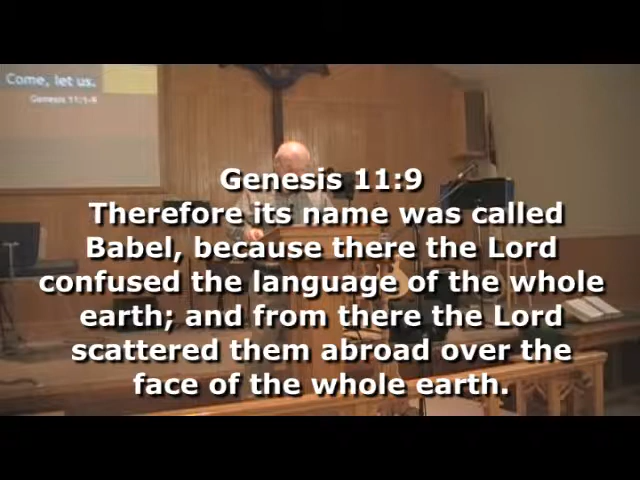 Come, let us.
Genesis 11:1-9
Genesis 11:9
Therefore its name was called
Babel, because there the Lord
confused the language of the whole
earth; and from there the Lord
scattered them abroad over the
face of the whole earth.